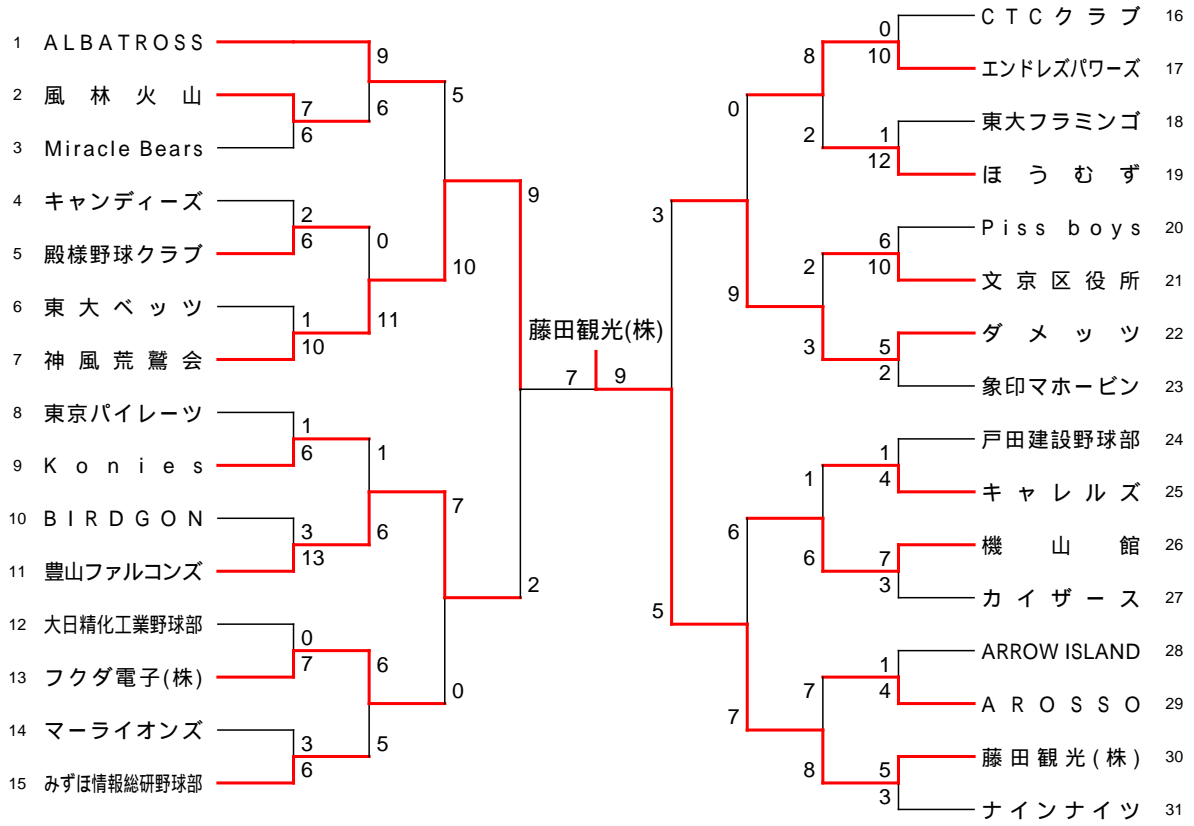 1 ALBATROSS
2 風林火山
3 Miracle Bears
4 キャンディーズ
5 殿様野球クラブ
6 東大ベッツ
7 神風荒鷲会
8 東京パイレーツ
9 Konies
10 BIRDGON
11 豊山ファルコンズ
12 大日精化工業野球部
13 フクダ電子(株)
14 マーライオンズ
15 みずほ情報総研野球部
7
6
2
6
1
10
1
6
3
13
0
7
3
6
9
6
0
11
1
6
6
5
5
10
7
0
9
2
藤田観光(株)
7 9
3
5
0
9
6
7
8
2
2
3
1
6
7
8
0
10
1
12
6
10
5
2
1
4
7
3
1
4
5
3
CTCクラブ 16
エンドレズパワーズ 17
東大フラミンゴ 18
ほうむず 19
Piss boys 20
文京区役所 21
ダメッツ 22
象印マホービン 23
戸田建設野球部 24
キャレルズ 25
機山館 26
カイザース 27
ARROW ISLAND 28
AROSSO 29
藤田観光(株) 30
ナインナイツ 31